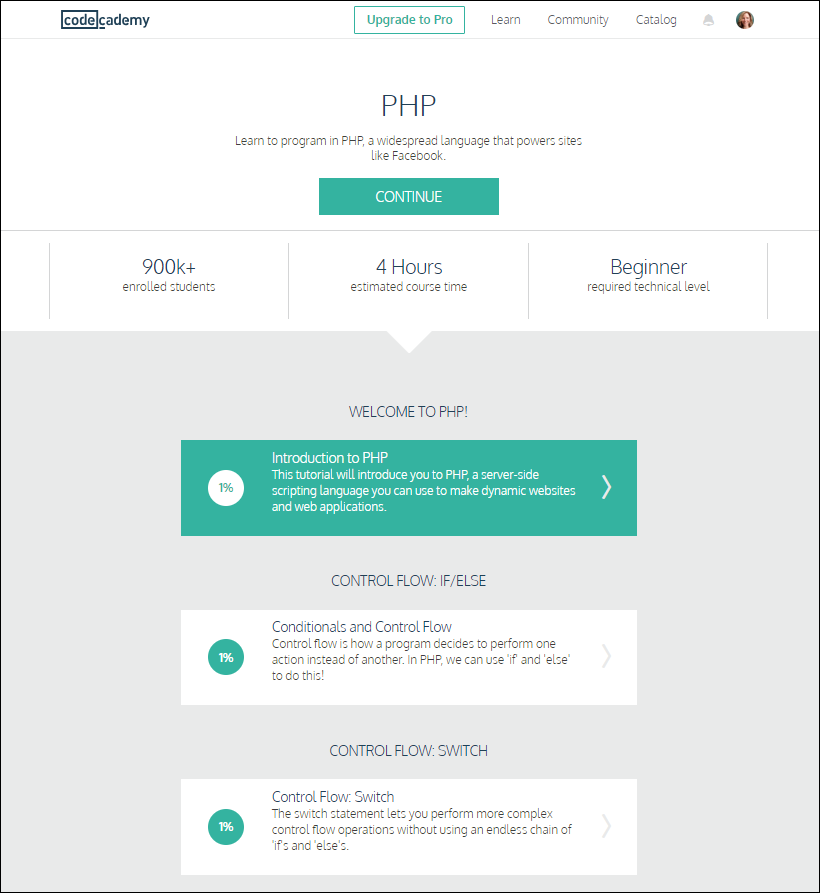 codecademy
Upgrade to Pro
Learn
Community
Catalog
PHP
Learn to program in PHP, a widespread language that powers sites
like Facebook.
CONTINUE
900k+
enrolled students
4 Hours
estimated course time
Beginner
required technical level
WELCOME TO PHP!
1%
Introduction to PHP
This tutorial will introduce you to PHP, a server-side
scripting language you can use to make dynamic websites
and web applications.
CONTROL FLOW: IF/ELSE
1%
Conditionals and Control Flow
Control flow is how a program decides to perform one
action instead of another. In PHP, we can use 'if' and 'else'
to do this!
CONTROL FLOW: SWITCH
1%
Control Flow: Switch
The switch statement lets you perform more complex
control flow operations without using an endless chain of
'if's and 'else's.